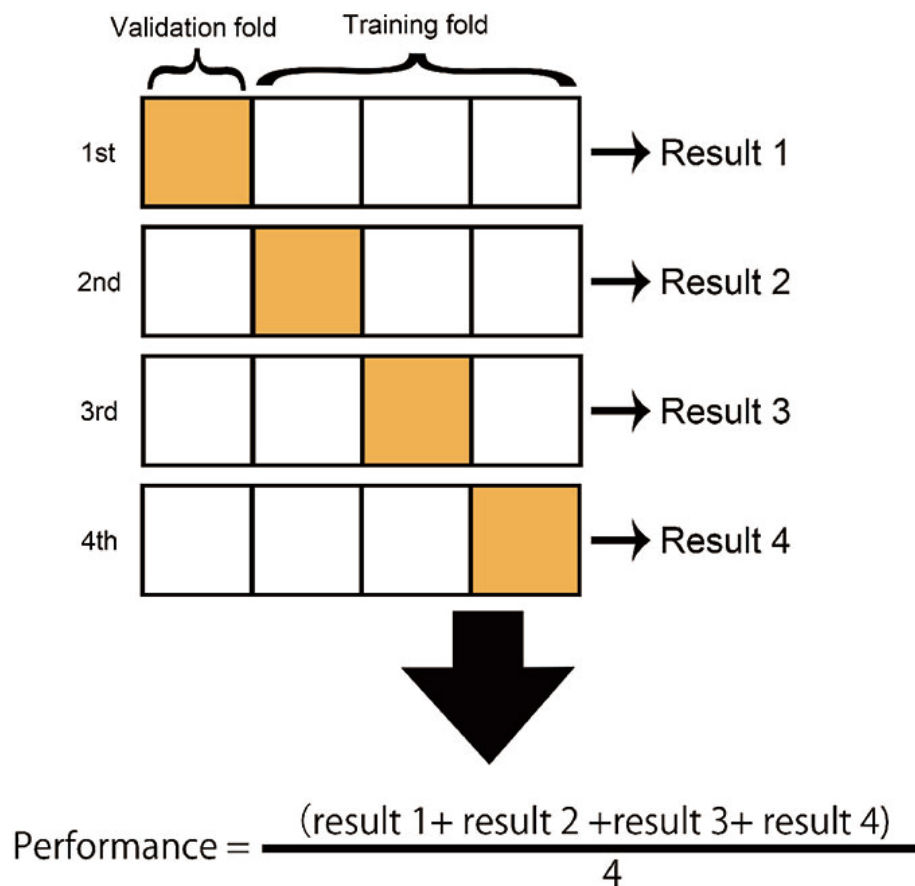 Validation fold
Training fold
1st
Result 1
2nd
Result 2
3rd
Result 3
4th
Result 4
(result 1+ result 2 +result 3+ result 4)
Performance =
4